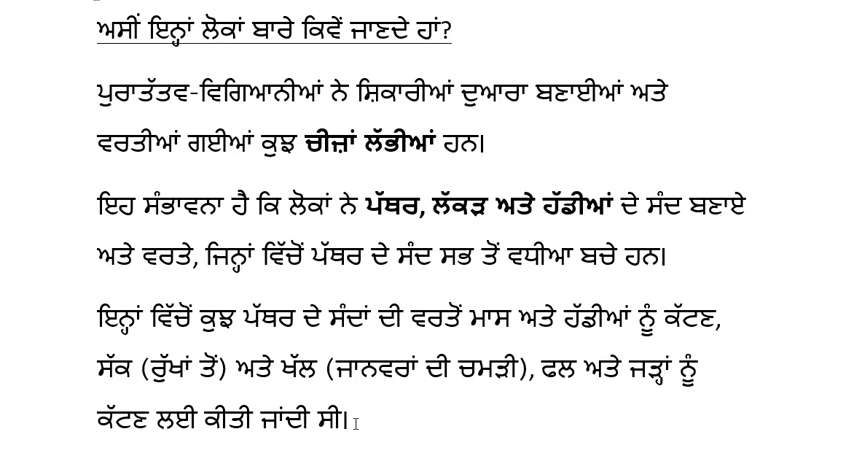 ਅਸੀਂ ਇਨ੍ਹਾਂ ਲੋਕਾਂ ਬਾਰੇ ਕਿਵੇਂ ਜਾਣਦੇ ਹਾਂ?
ਪੁਰਾਤੱਤਵ-ਵਿਗਿਆਨੀਆਂ ਨੇ ਸ਼ਿਕਾਰੀਆਂ ਦੁਆਰਾ ਬਣਾਈਆਂ ਅਤੇ
ਵਰਤੀਆਂ ਗਈਆਂ ਕੁਝ ਚੀਜ਼ਾਂ ਲੱਭੀਆਂ ਹਨ।
ਇਹ ਸੰਭਾਵਨਾ ਹੈ ਕਿ ਲੋਕਾਂ ਨੇ ਪੱਥਰ, ਲੱਕੜ ਅਤੇ ਹੱਡੀਆਂ ਦੇ ਸੰਦ ਬਣਾਏ
ਅਤੇ ਵਰਤੇ, ਜਿਨ੍ਹਾਂ ਵਿੱਚੋਂ ਪੱਥਰ ਦੇ ਸੰਦ ਸਭ ਤੋਂ ਵਧੀਆ ਬਚੇ ਹਨ।
ਇਨ੍ਹਾਂ ਵਿੱਚੋਂ ਕੁਝ ਪੱਥਰ ਦੇ ਸੰਦਾਂ ਦੀ ਵਰਤੋਂ ਮਾਸ ਅਤੇ ਹੱਡੀਆਂ ਨੂੰ ਕੱਟਣ,
ਸੱਕ (ਰੁੱਖਾਂ ਤੋਂ) ਅਤੇ ਖੱਲ (ਜਾਨਵਰਾਂ ਦੀ ਚਮੜੀ), ਫਲ ਅਤੇ ਜੜ੍ਹਾਂ ਨੂੰ
ਕੱਟਣ ਲਈ ਕੀਤੀ ਜਾਂਦੀ ਸੀ।